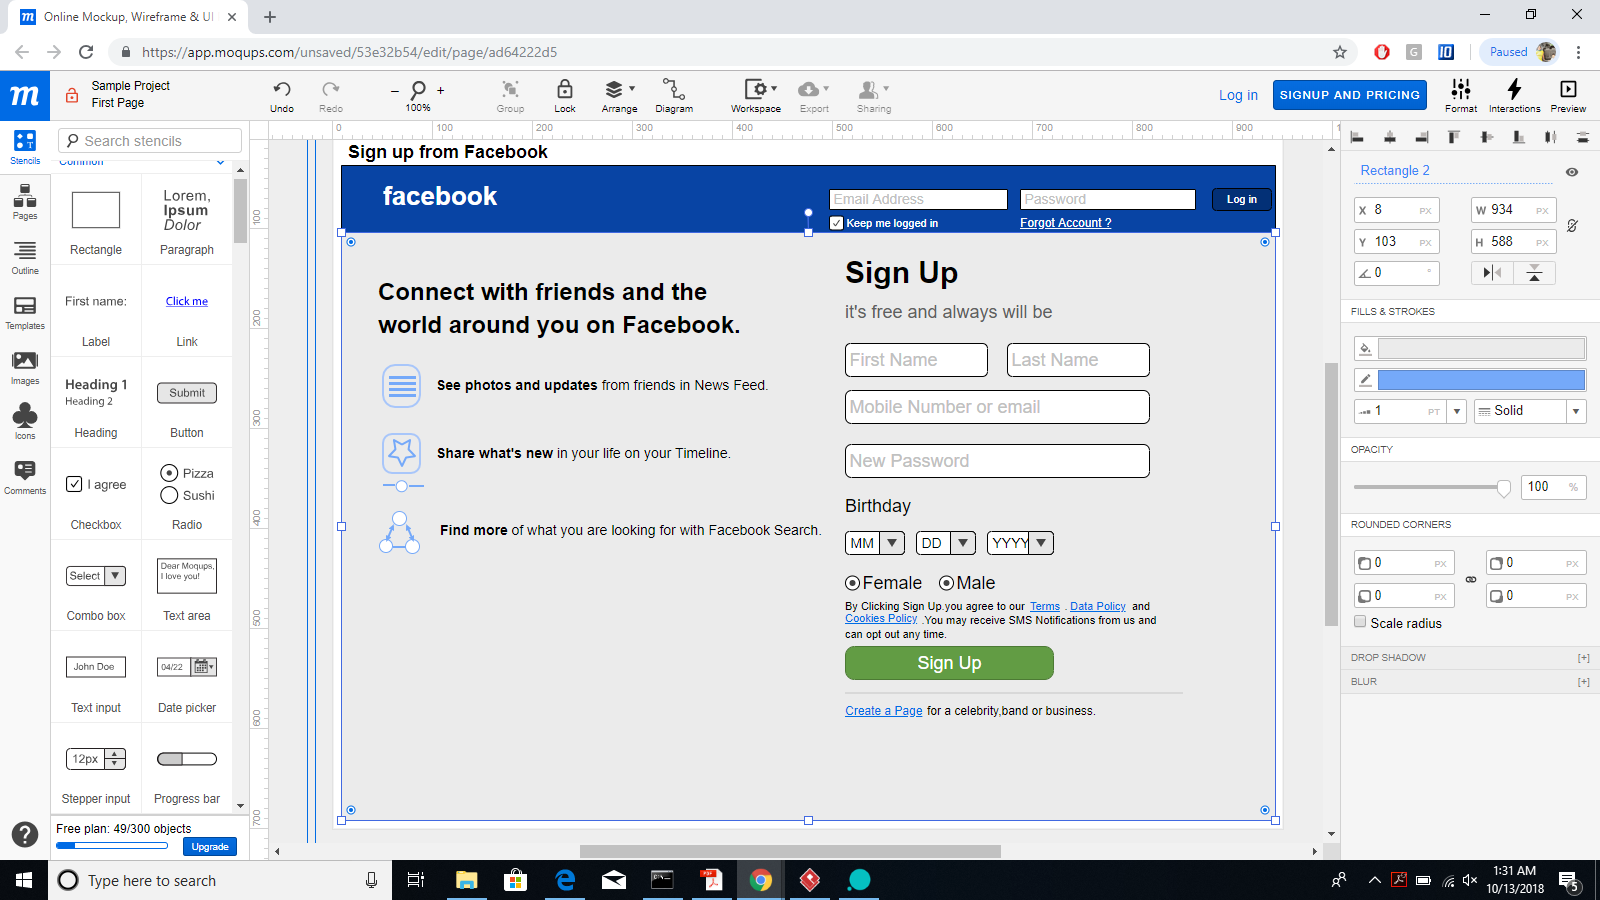 Online Mockup, Wireframe & UI
https://app.moqups.com/unsaved/53e32b54/edit/page/ad64222d5
Paused
m
Sample Project
First Page
Undo
Redo
100%
Group
Lock
Arrange
Diagram
Workspace
Export
Sharing
Log in
SIGNUP AND PRICING
Format
Interactions
Preview
Stencils
Pages
Outline
Templates
Images
Icons
Comments
Search stencils
Common
Rectangle
Lorem,
Ipsum
Dolor
Paragraph
First name:
Label
Click me
Link
Heading 1
Heading 2
Heading
Submit
Button
I agree
Checkbox
Pizza
Sushi
Radio
Select
Combo box
Dear Moqups,
I love you!
Text area
John Doe
Text input
04/22
Date picker
12px
Stepper input
Progress bar
Free plan: 49/300 objects
Upgrade
0 100 200 300 400 500 600 700 800 900
100
200
300
400
500
600
700
Sign up from Facebook
facebook
Email Address
Password
Log in
Keep me logged in
Forgot Account ?
Connect with friends and the
world around you on Facebook.
See photos and updates from friends in News Feed.
Share what's new in your life on your Timeline.
Find more of what you are looking for with Facebook Search.
Sign Up
it's free and always will be
First Name
Last Name
Mobile Number or email
New Password
Birthday
MM
DD
YYYY
Female
Male
By Clicking Sign Up.you agree to our Terms . Data Policy and
Cookies Policy .You may receive SMS Notifications from us and
can opt out any time.
Sign Up
Create a Page for a celebrity,band or business.
Rectangle 2
X 8 PX
W 934 PX
Y 103 PX
H 588 PX
0 °
FILLS & STROKES
1 PT
Solid
OPACITY
100 %
ROUNDED CORNERS
0 PX
0 PX
0 PX
0 PX
Scale radius
DROP SHADOW [+]
BLUR [+]
Type here to search
1:31 AM
10/13/2018
5